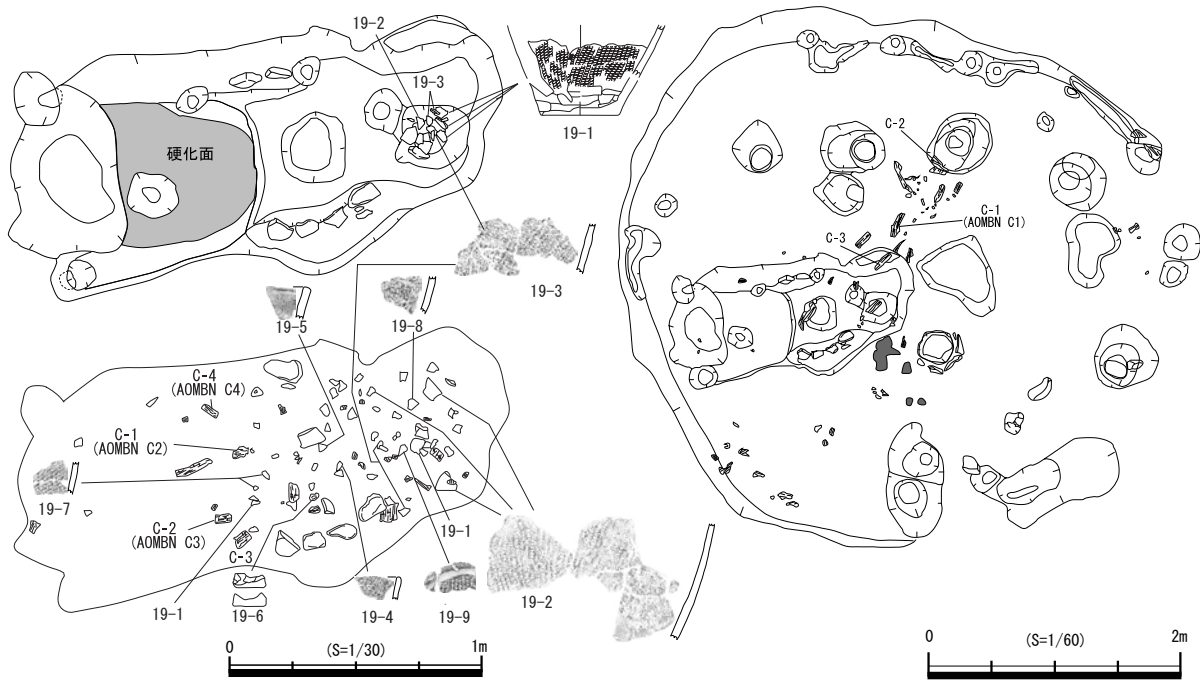 19-2
19-3
19-1
硬化面
19-3
19-5
19-8
C-4
(AOMBN C4)
C-1
(AOMBN C2)
19-7
C-2
(AOMBN C3)
C-3
19-1
19-6
19-4
19-9
19-1
19-2
0
(S=1/30)
1m
C-2
C-1
(AOMBN C1)
C-3
0
(S=1/60)
2m